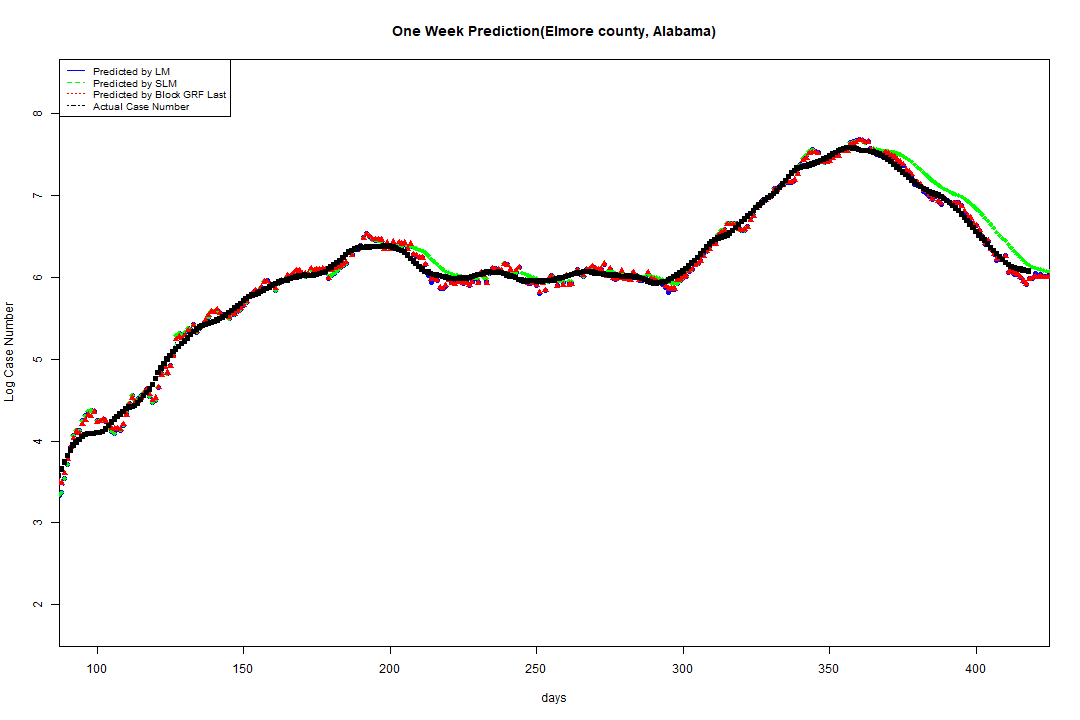 One Week Prediction(Elmore county, Alabama)
Predicted by LM
Predicted by SLM
Predicted by Block GRF Last
Actual Case Number
8
7
6
5
4
3
2
Log Case Number
100 150 200 250 300 350 400
days